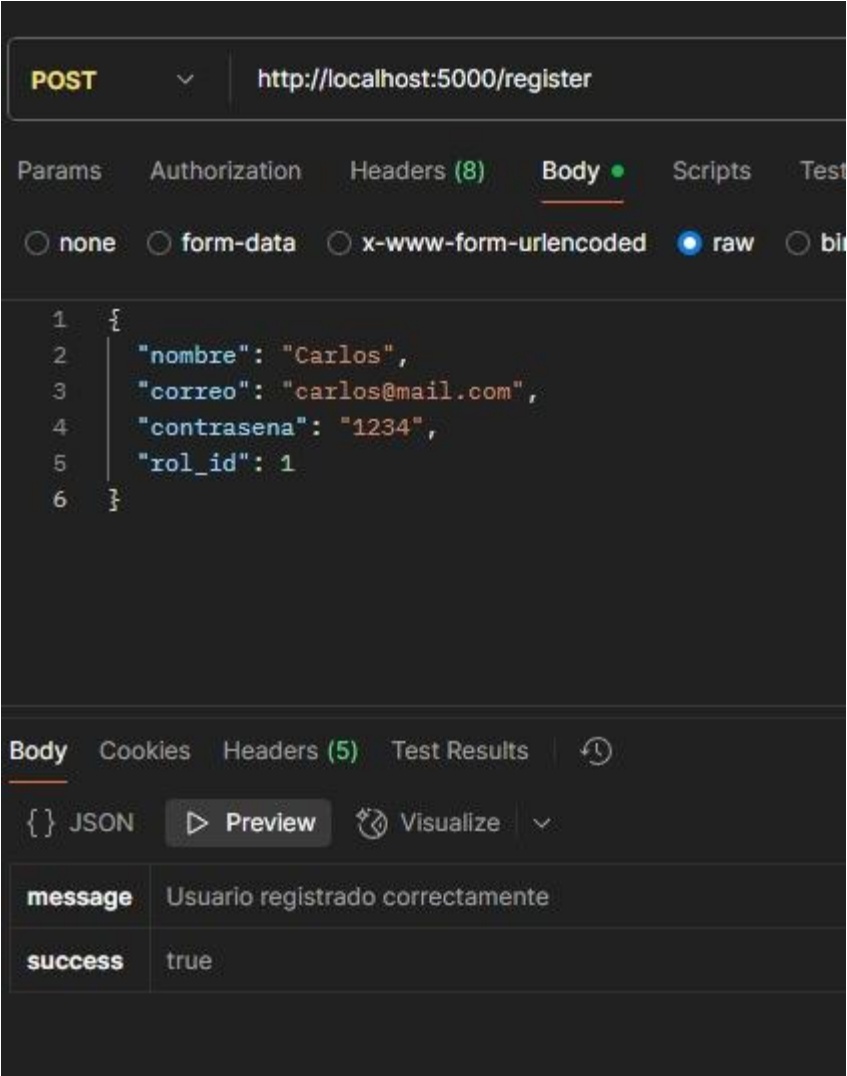 POST http://localhost:5000/register
Params Authorization Headers (8) Body Scripts Test
none form-data x-www-form-urlencoded raw bin
1 {
2 "nombre": "Carlos",
3 "correo": "carlos@mail.com",
4 "contrasena": "1234",
5 "rol_id": 1
6 }
Body Cookies Headers (5) Test Results
{} JSON Preview Visualize
message Usuario registrado correctamente
success true